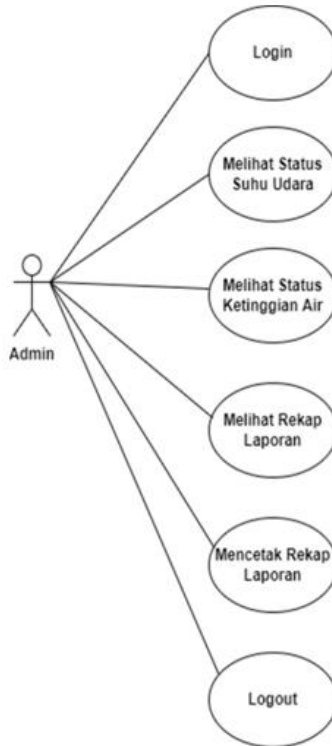 Login
Melihat Status
Suhu Udara
Melihat Status
Ketinggian Air
Admin
Melihat Rekap
Laporan
Mencetak Rekap
Laporan
Logout